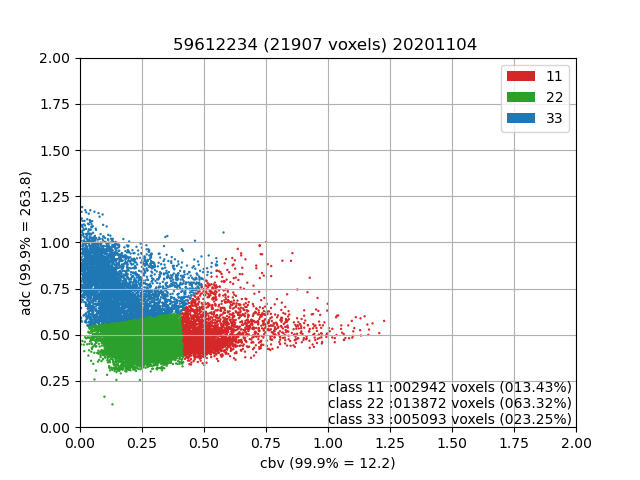 59612234 (21907 voxels) 20201104
2.00
1.75
1.50
1.25
1.00
0.75
0.50
0.25
0.00
adc (99.9% = 263.8)
11
22
33
class 11 :002942 voxels (013.43%)
class 22 :013872 voxels (063.32%)
class 33 :005093 voxels (023.25%)
0.00 0.25 0.50 0.75 1.00 1.25 1.50 1.75 2.00
cbv (99.9% = 12.2)